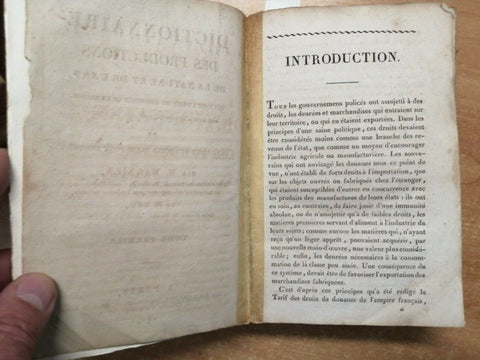 INTRODUCTION.
Tous les gouvernemens policés ont assujetti à des
droits, les denrées et marchandises qui entraient sur
leur territoire, ou qui en étaient exportées. Dans les
principes d'une saine politique, ces droits devaient
être considérés moins comme une branche des re-
venus de l'état, que comme un moyen d'encourager
l'industrie agricole ou manufacturière. Les souve-
rains qui ont envisagé les douanes sous ce point de
vue, n'ont établi de forts droits à l'importation, que
sur les objets ouvrés ou fabriqués chez l'étranger, qui
étaient susceptibles d'entrer en concurrence avec
les produits des manufactures de leurs états : ils ont
eu soin, au contraire, de faire jouir d'une immunité
absolue, ou de n'assujettir qu'à de faibles droits, les
matières premières servant d'aliment à l'industrie de
leurs sujets; comme encore les matières qui, n'ayant
reçu qu'un léger apprêt, pouvaient acquérir, par
une nouvelle main-d'œuvre, une valeur plus considé-
rable; enfin, les denrées nécessaires à la consom-
mation de la classe peu aisée. Une conséquence de
ce système, devait être de favoriser l'exportation des
marchandises fabriquées.
C'est d'après ces principes qu'a été rédigé le
Tarif des droits de douanes de l'empire français,
a
DICTIONNAIRE
DES PRODUCTIONS
DE LA NATURE ET DE L'ART,